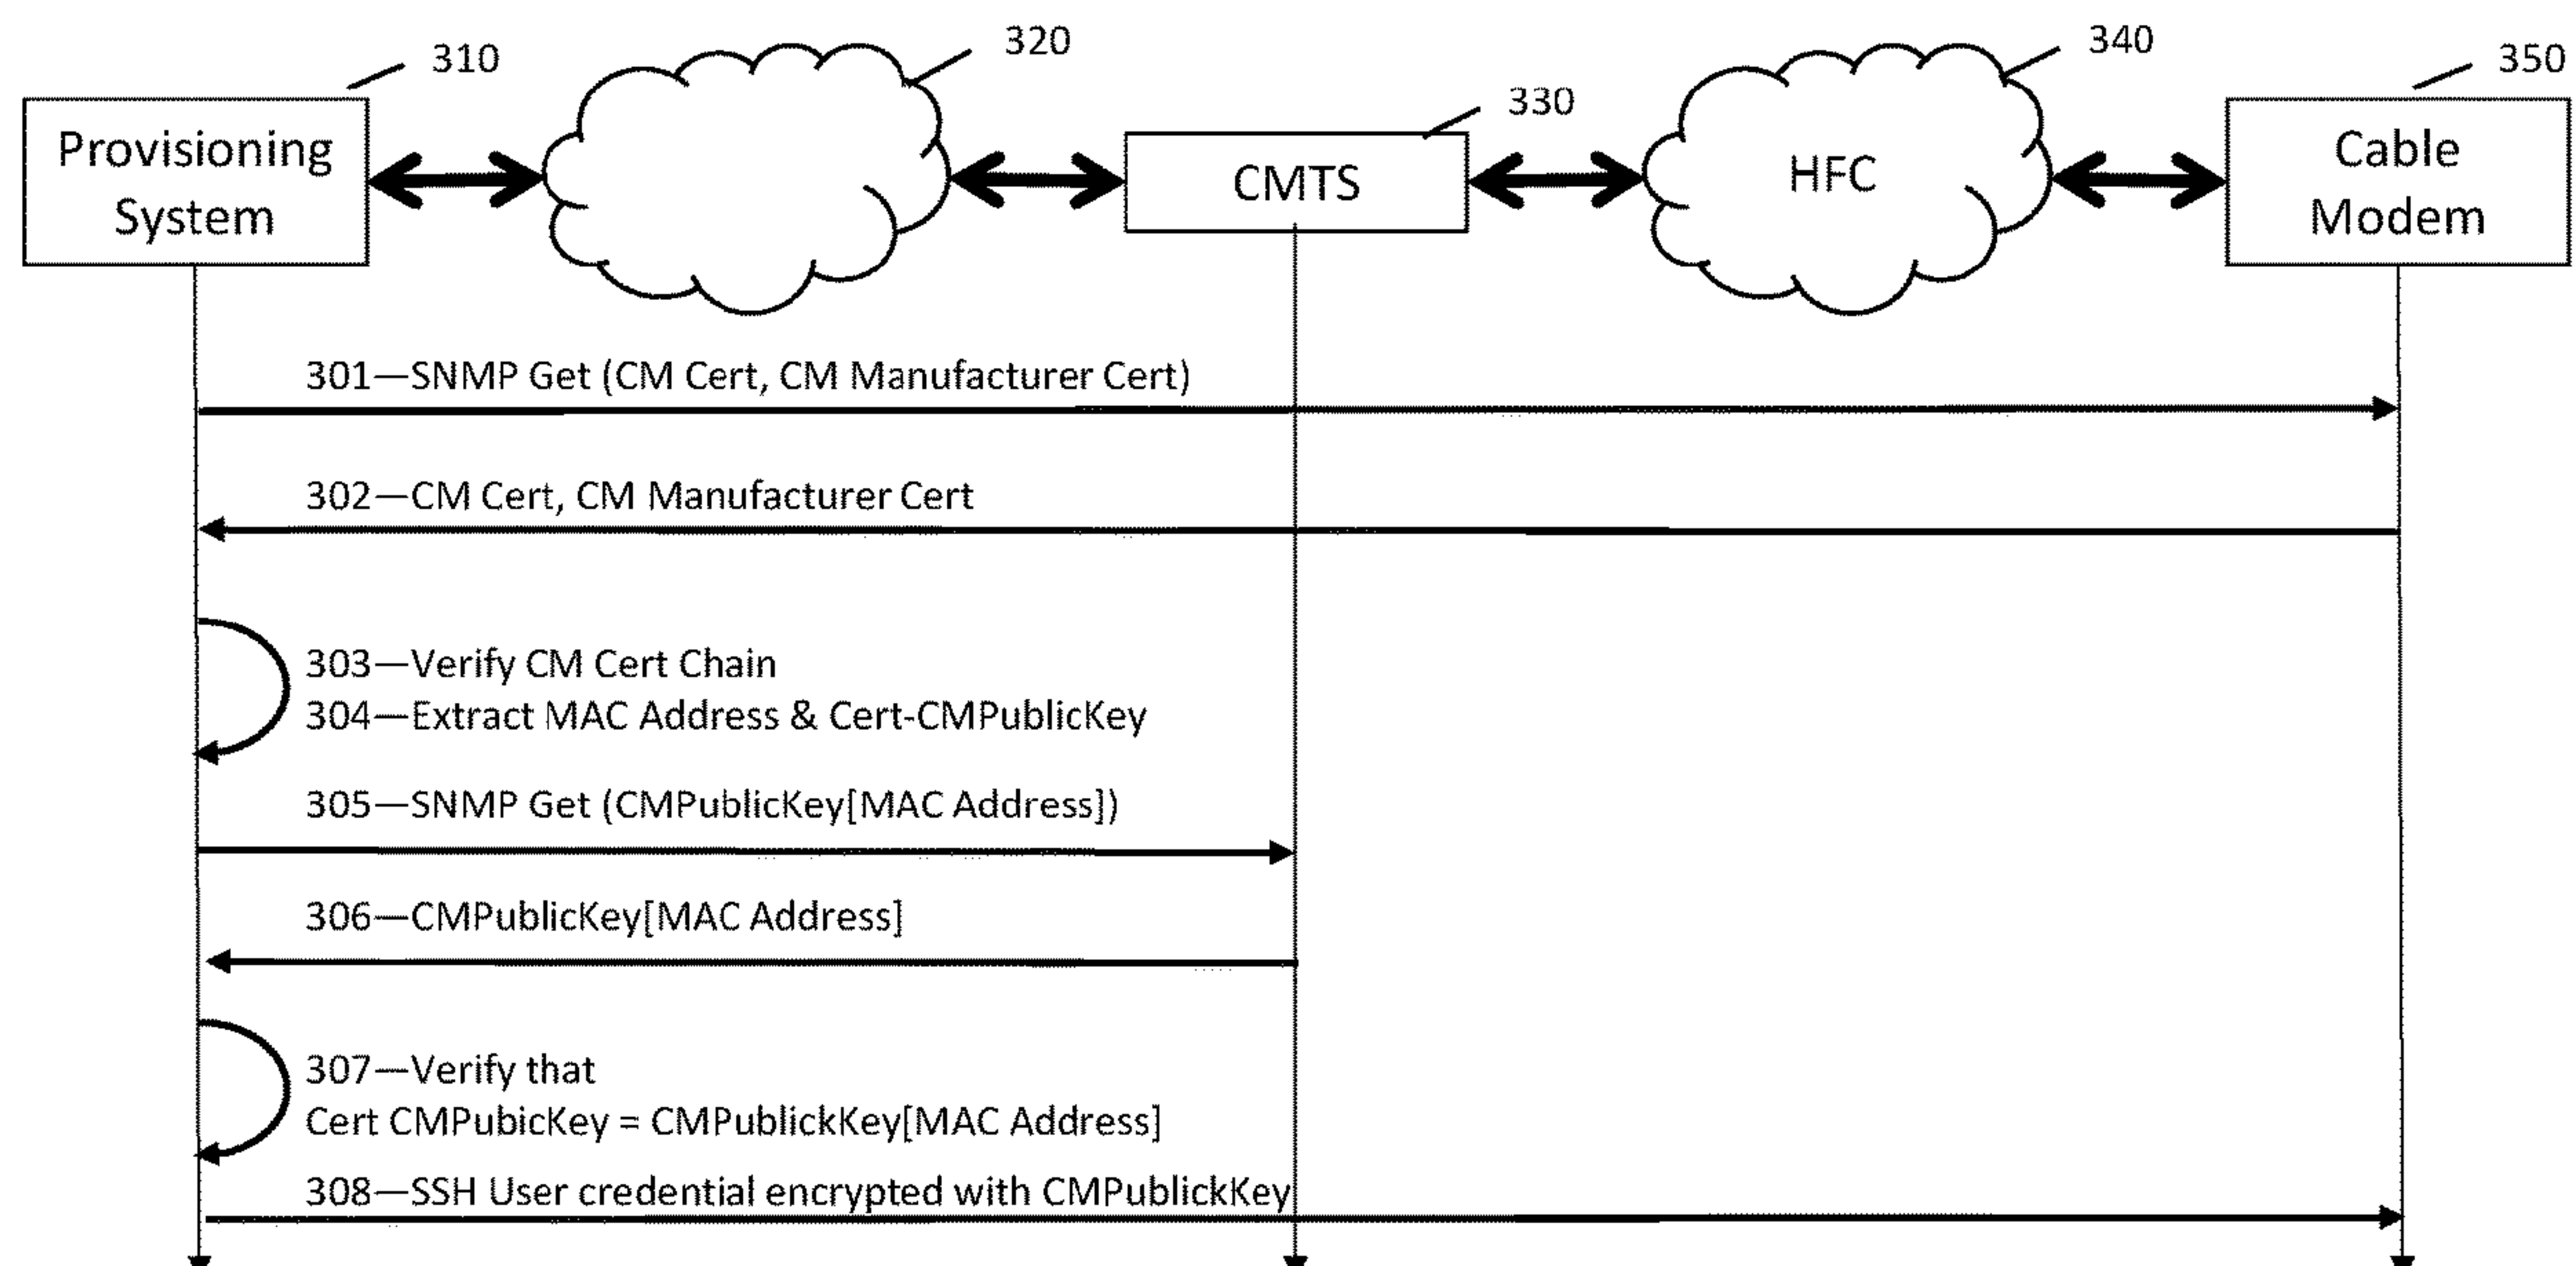 310
320
330
340
350
Provisioning
System
CMTS
HFC
Cable
Modem
301—SNMP Get (CM Cert, CM Manufacturer Cert)
302—CM Cert, CM Manufacturer Cert
303—Verify CM Cert Chain
304—Extract MAC Address & Cert-CMPublicKey
305—SNMP Get (CMPublicKey[MAC Address])
306—CMPublicKey[MAC Address]
307—Verify that
Cert CMPubicKey = CMPublickKey[MAC Address]
308—SSH User credential encrypted with CMPublickKey